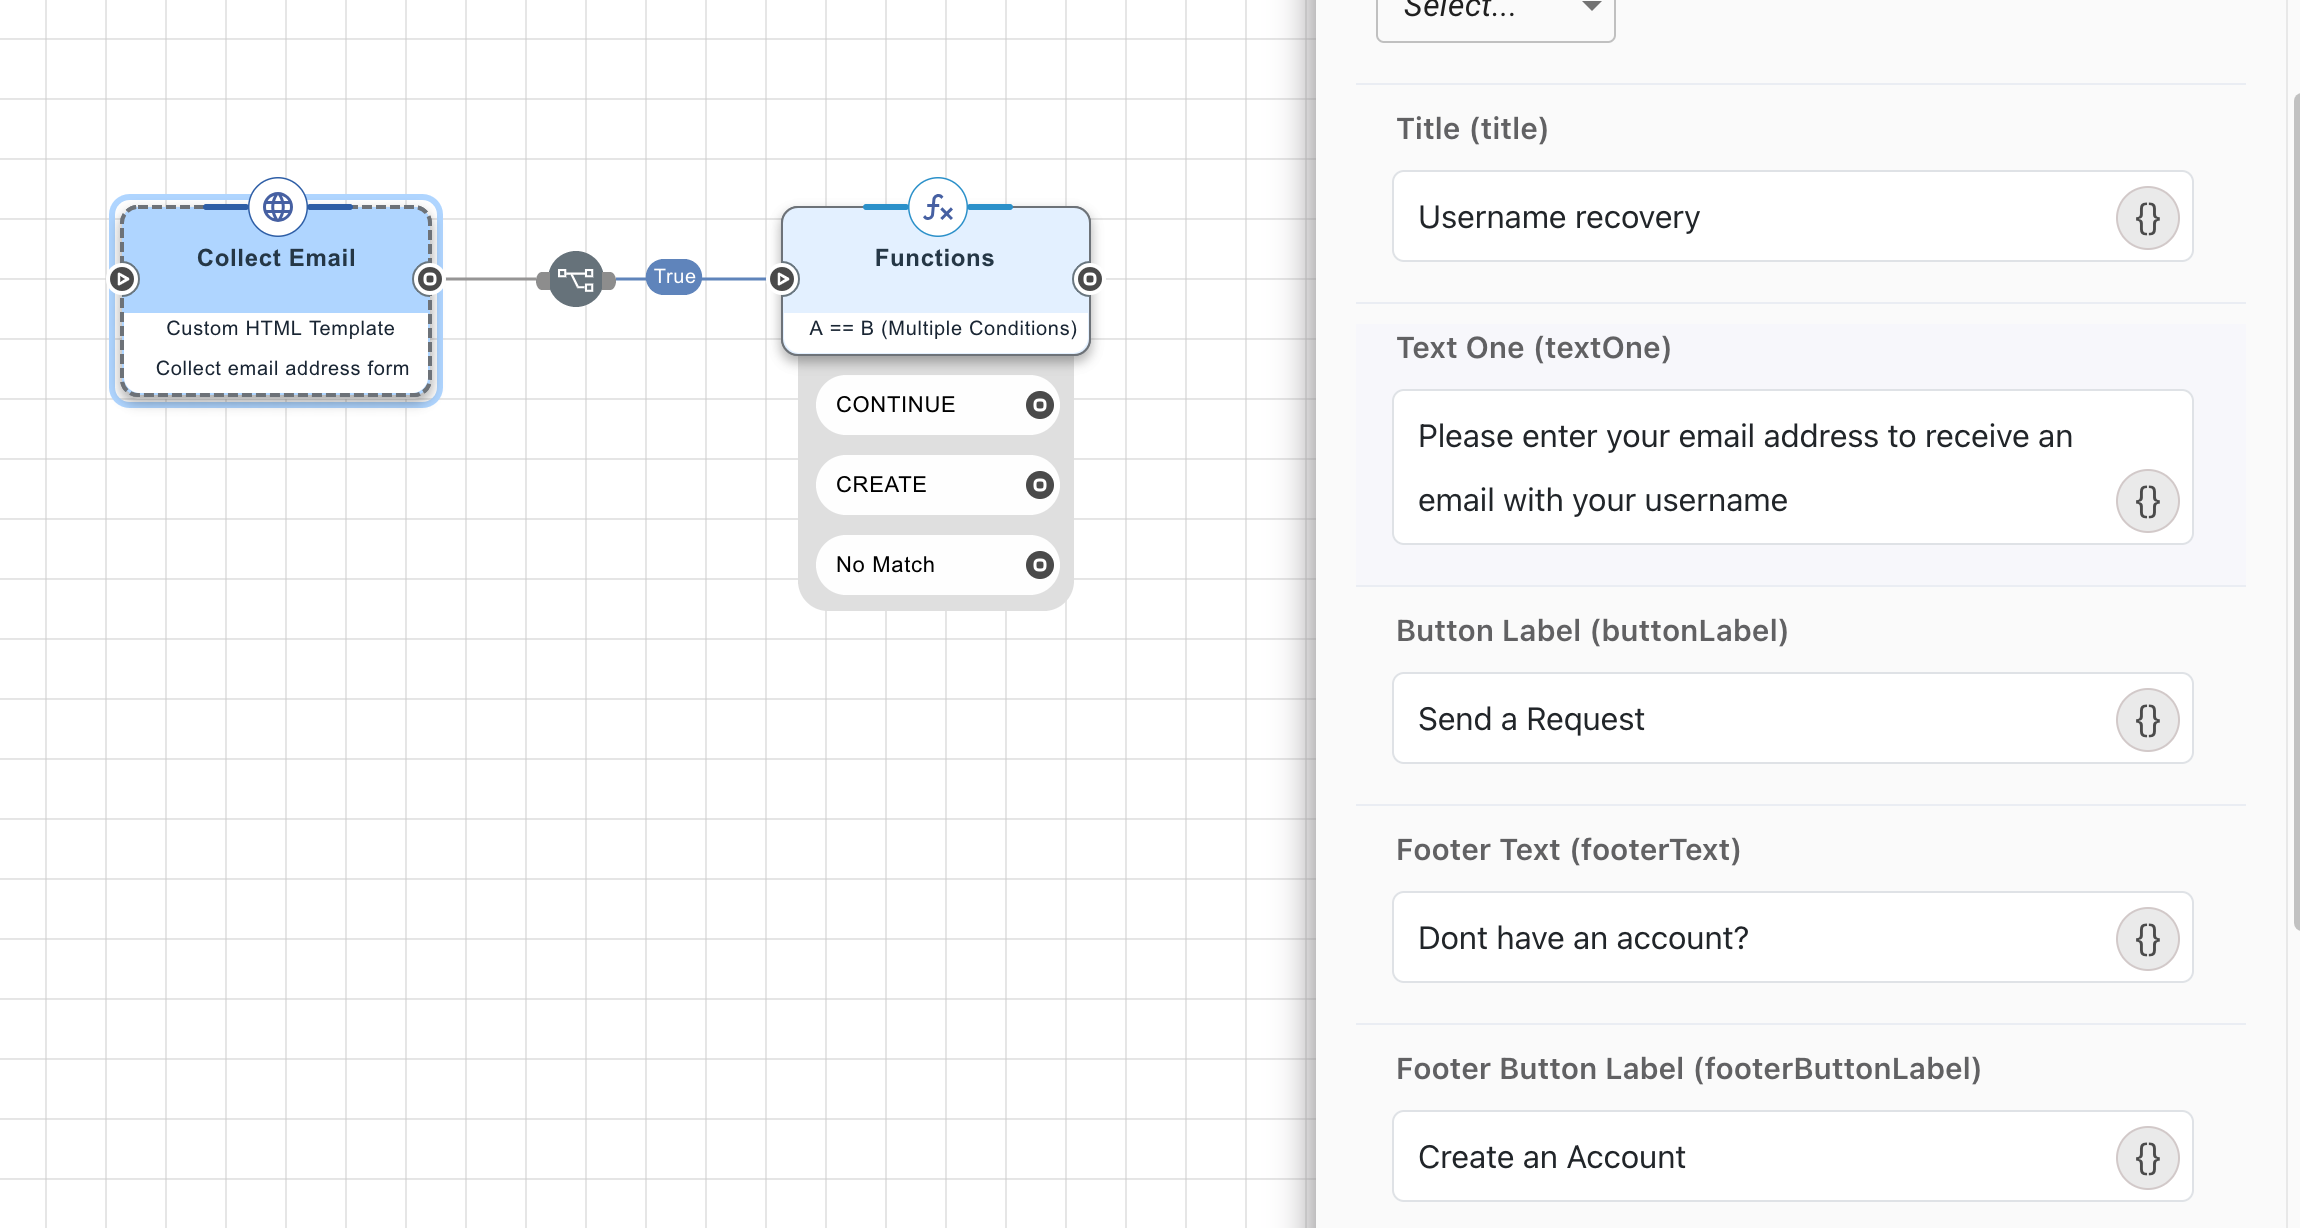 Collect Email
Custom HTML Template
Collect email address form
True
Functions
A == B (Multiple Conditions)
CONTINUE
CREATE
No Match
Select...
Title (title)
Username recovery
{}
Text One (textOne)
Please enter your email address to receive an
email with your username
{}
Button Label (buttonLabel)
Send a Request
{}
Footer Text (footerText)
Dont have an account?
{}
Footer Button Label (footerButtonLabel)
Create an Account
{}